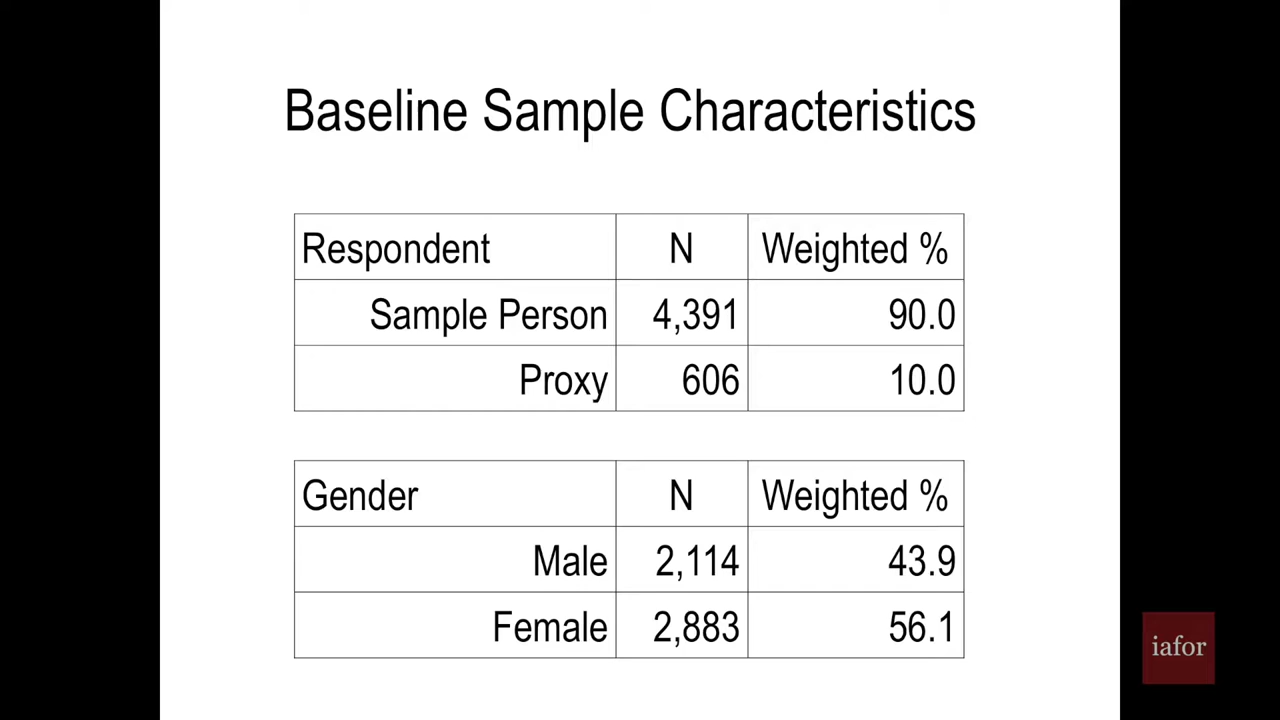 Baseline Sample Characteristics
Respondent N Weighted %
Sample Person 4,391 90.0
Proxy 606 10.0
Gender N Weighted %
Male 2,114 43.9
Female 2,883 56.1
iafor